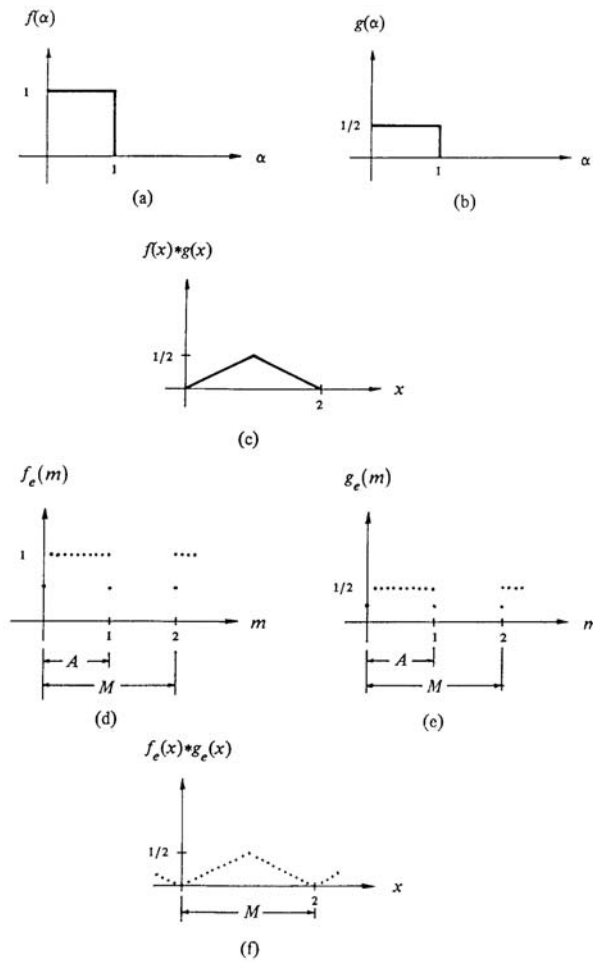 f(α)
1
1
α
(a)
g(α)
1/2
1
α
(b)
f(x)*g(x)
1/2
2
x
(c)
f_e(m)
1
1
2
m
A
M
(d)
g_e(m)
1/2
1
2
m
A
M
(e)
f_e(x)*g_e(x)
1/2
2
x
M
(f)